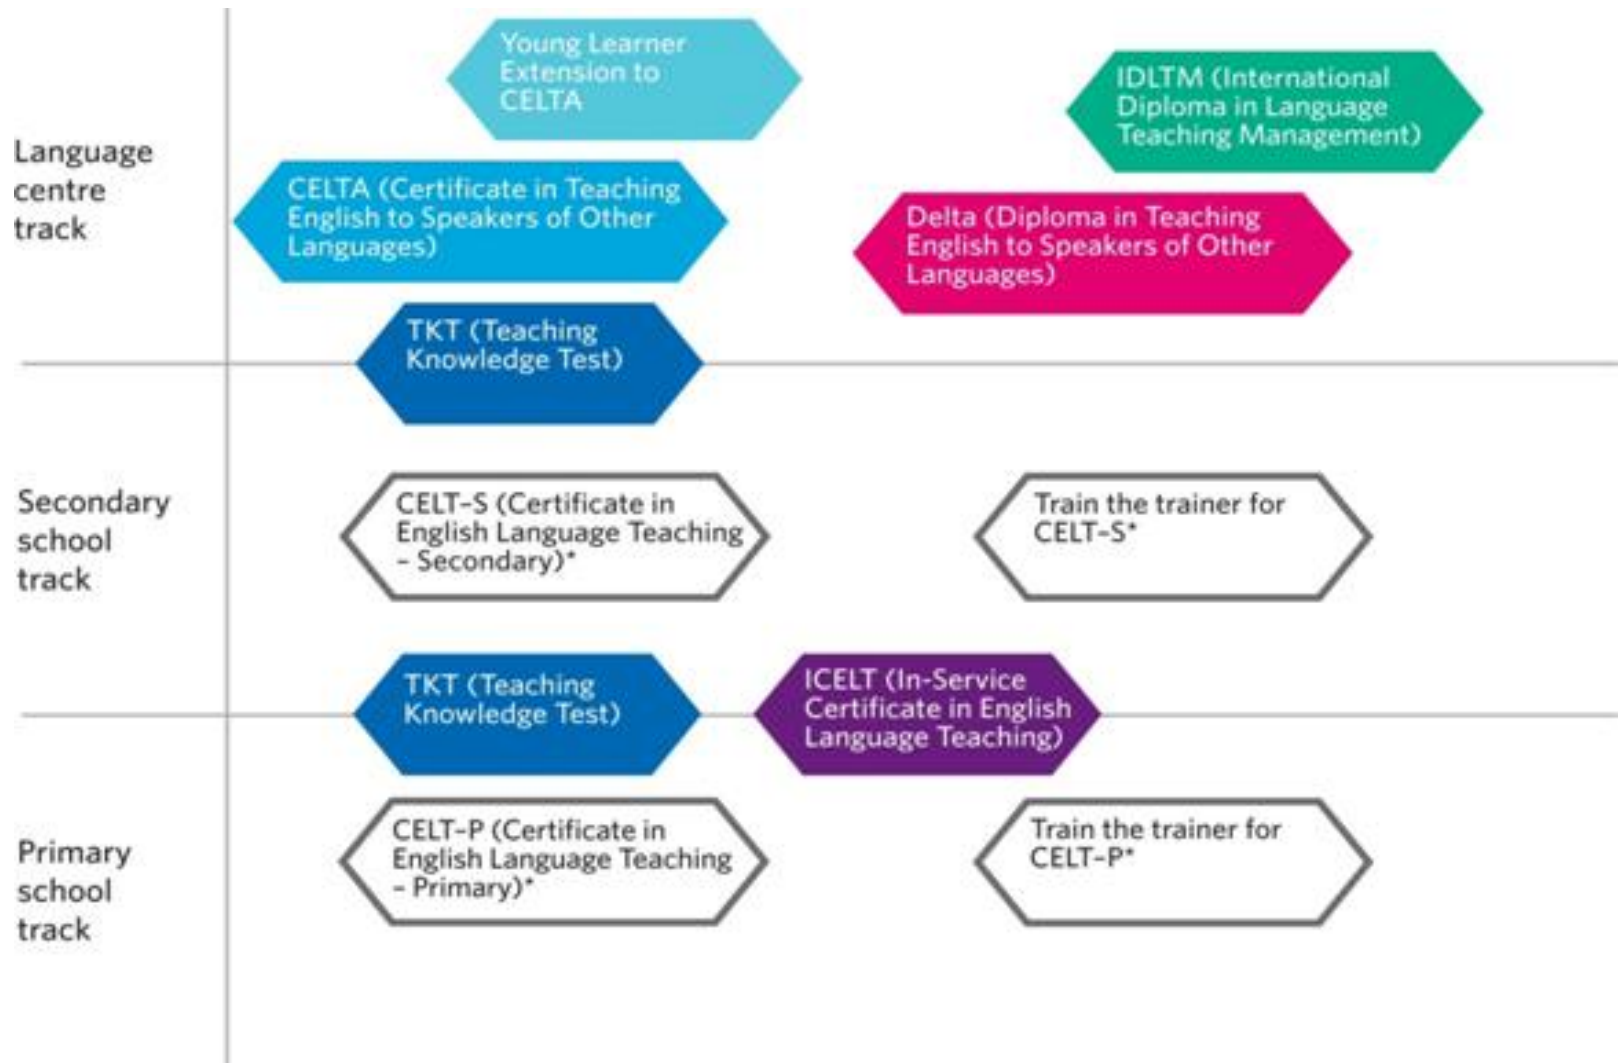 Young Learner
Extension to
CELTA
IDLTM (International
Diploma in Language
Teaching Management)
Language
centre
track
CELTA (Certificate in Teaching
English to Speakers of Other
Languages)
Delta (Diploma in Teaching
English to Speakers of Other
Languages)
TKT (Teaching
Knowledge Test)
Secondary
school
track
CELT–S (Certificate in
English Language Teaching
– Secondary)*
Train the trainer for
CELT–S*
TKT (Teaching
Knowledge Test)
ICELT (In-Service
Certificate in English
Language Teaching)
Primary
school
track
CELT–P (Certificate in
English Language Teaching
– Primary)*
Train the trainer for
CELT–P*